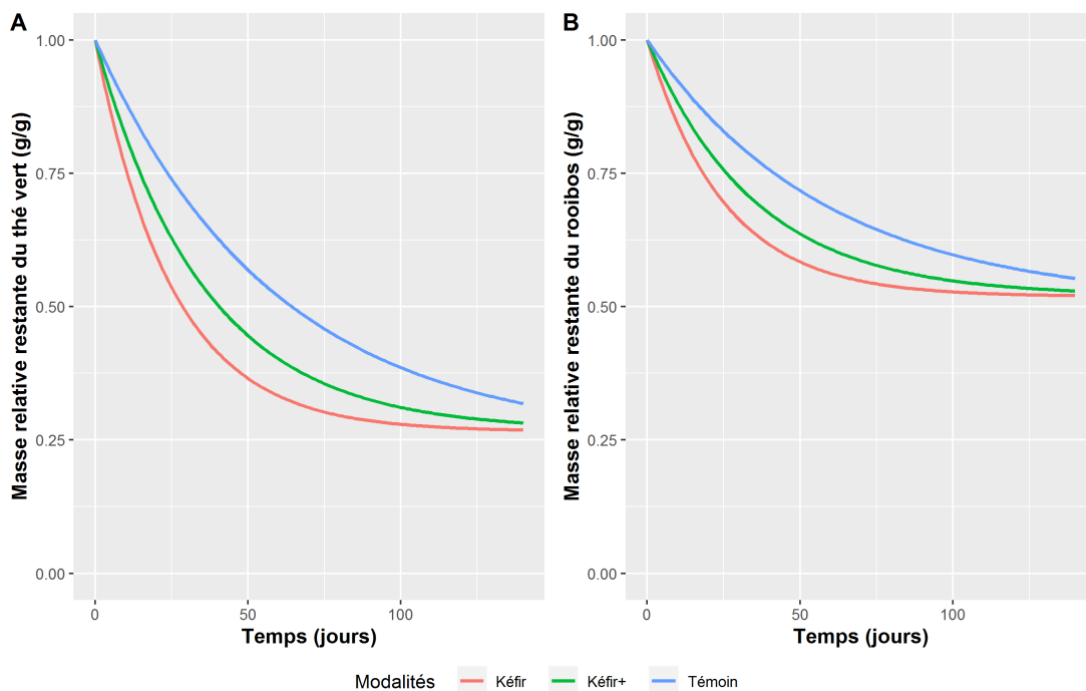 A
Masse relative restante du thé vert (g/g)
1.00
0.75
0.50
0.25
0.00
0
50
100
Temps (jours)
B
Masse relative restante du rooibos (g/g)
1.00
0.75
0.50
0.25
0.00
0
50
100
Temps (jours)
Modalités Kéfir Kéfir+ Témoin